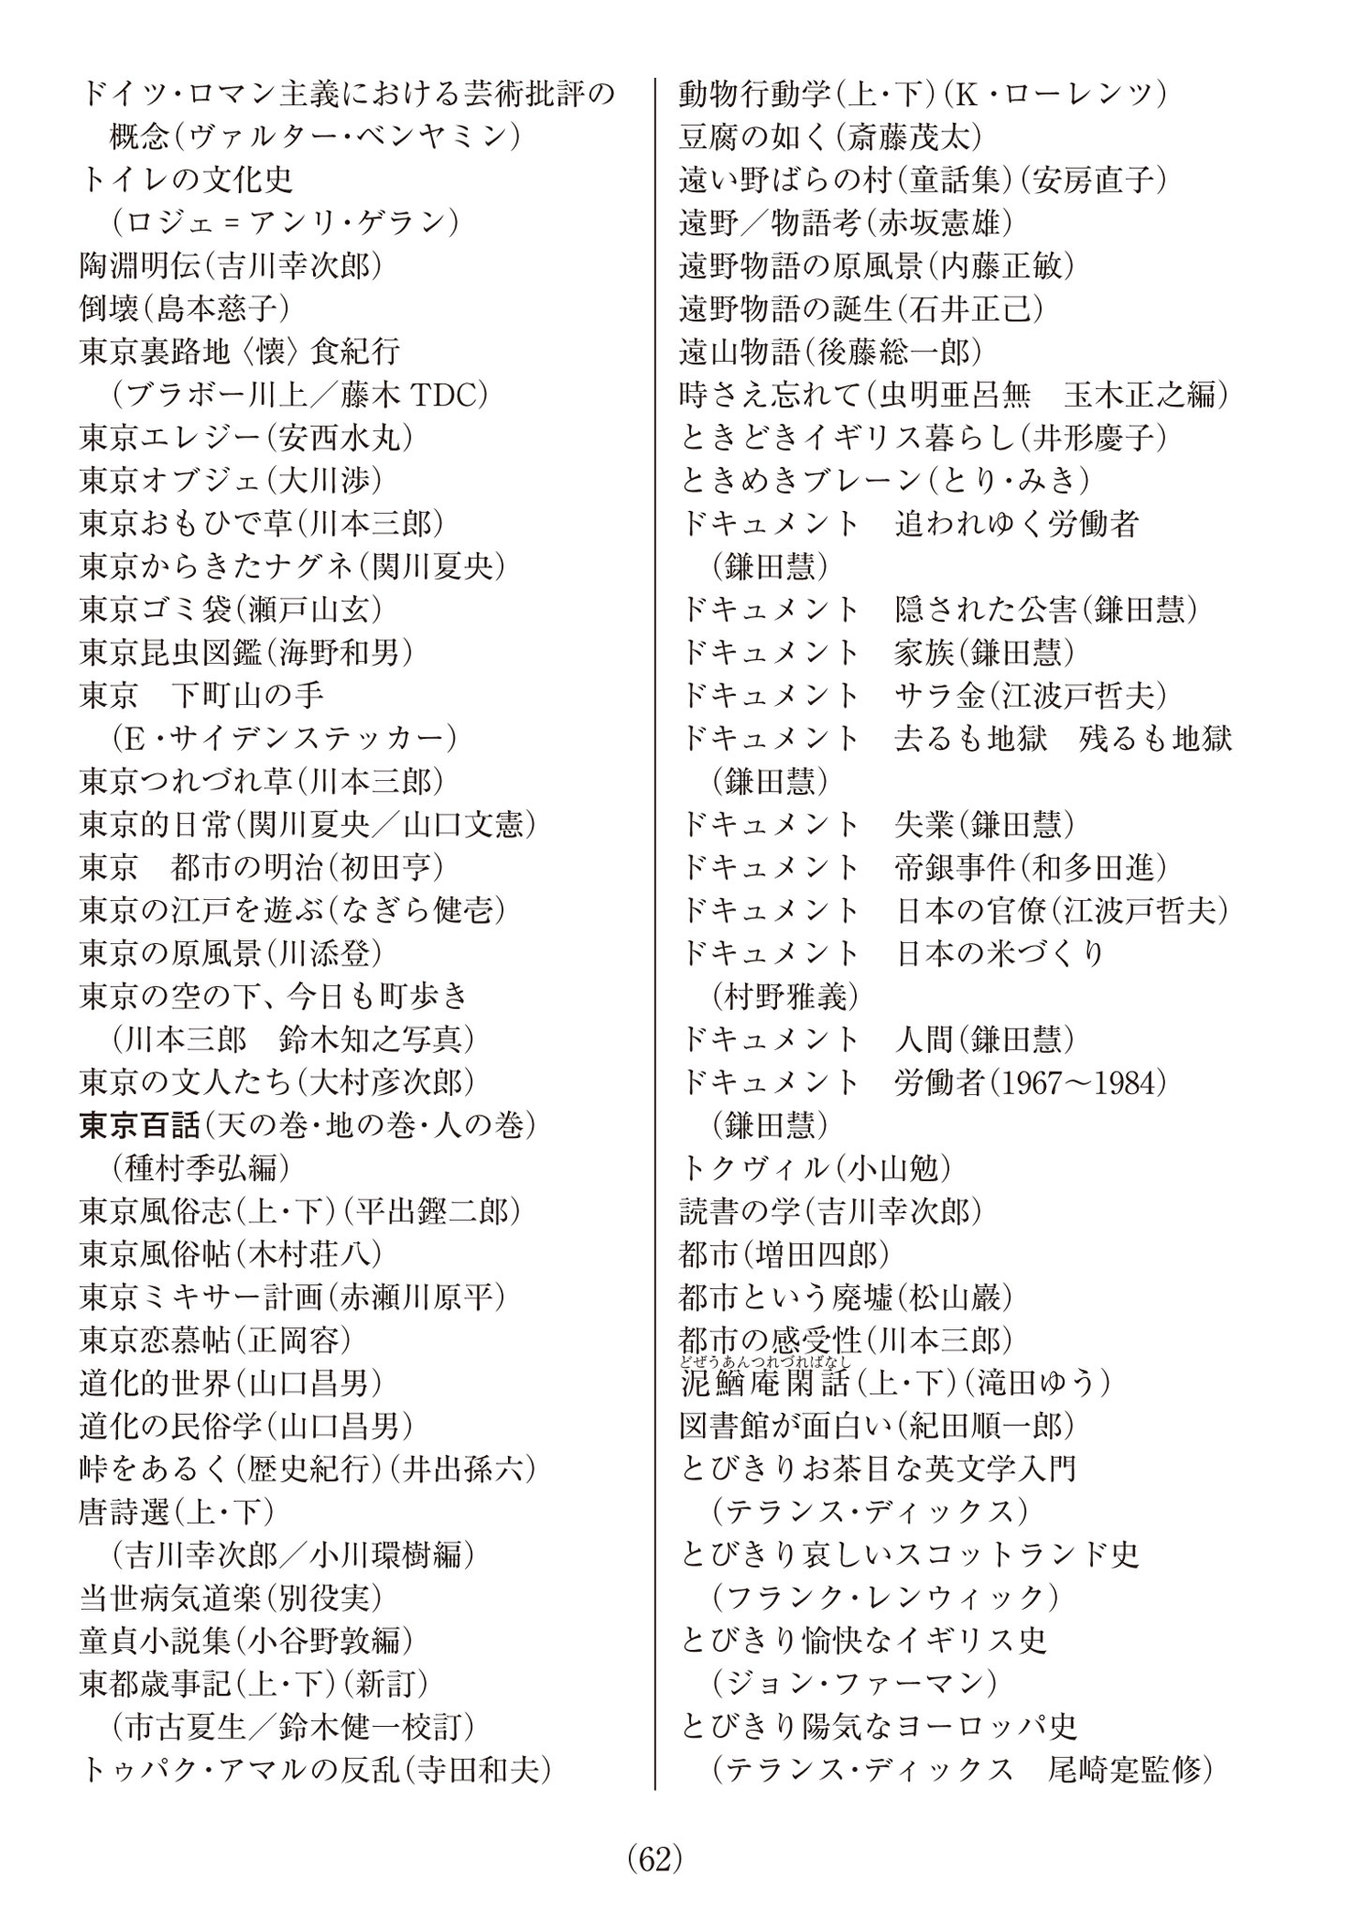 ドイツ・ロマン主義における芸術批評の
概念(ヴァルター・ベンヤミン)
トイレの文化史
(ロジェ=アンリ・ゲラン)
陶淵明伝(吉川幸次郎)
倒壊(島本慈子)
東京裏路地〈懐〉食紀行
(ブラボー川上／藤木TDC)
東京エレジー(安西水丸)
東京オブジェ(大川渉)
東京おもひで草(川本三郎)
東京からきたナグネ(関川夏央)
東京ゴミ袋(瀬戸山玄)
東京昆虫図鑑(海野和男)
東京　下町山の手
(E・サイデンステッカー)
東京つれづれ草(川本三郎)
東京的日常(関川夏央／山口文憲)
東京　都市の明治(初田亨)
東京の江戸を遊ぶ(なぎら健壱)
東京の原風景(川添登)
東京の空の下、今日も町歩き
(川本三郎　鈴木知之写真)
東京の文人たち(大村彦次郎)
東京百話(天の巻・地の巻・人の巻)
(種村季弘編)
東京風俗志(上・下)(平出鏗二郎)
東京風俗帖(木村荘八)
東京ミキサー計画(赤瀬川原平)
東京恋慕帖(正岡容)
道化的世界(山口昌男)
道化の民俗学(山口昌男)
峠をあるく(歴史紀行)(井出孫六)
唐詩選(上・下)
(吉川幸次郎／小川環樹編)
当世病気道楽(別役実)
童貞小説集(小谷野敦編)
東都歳事記(上・下)(新訂)
(市古夏生／鈴木健一校訂)
トゥパク・アマルの反乱(寺田和夫)
動物行動学(上・下)(K・ローレンツ)
豆腐の如く(斎藤茂太)
遠い野ばらの村(童話集)(安房直子)
遠野／物語考(赤坂憲雄)
遠野物語の原風景(内藤正敏)
遠野物語の誕生(石井正己)
遠山物語(後藤総一郎)
時さえ忘れて(虫明亜呂無　玉木正之編)
ときどきイギリス暮らし(井形慶子)
ときめきブレーン(とり・みき)
ドキュメント　追われゆく労働者
(鎌田慧)
ドキュメント　隠された公害(鎌田慧)
ドキュメント　家族(鎌田慧)
ドキュメント　サラ金(江波戸哲夫)
ドキュメント　去るも地獄　残るも地獄
(鎌田慧)
ドキュメント　失業(鎌田慧)
ドキュメント　帝銀事件(和多田進)
ドキュメント　日本の官僚(江波戸哲夫)
ドキュメント　日本の米づくり
(村野雅義)
ドキュメント　人間(鎌田慧)
ドキュメント　労働者(1967〜1984)
(鎌田慧)
トクヴィル(小山勉)
読書の学(吉川幸次郎)
都市(増田四郎)
都市という廃墟(松山巖)
都市の感受性(川本三郎)
どぜうあんつれづればなし
泥鰌庵閑話(上・下)(滝田ゆう)
図書館が面白い(紀田順一郎)
とびきりお茶目な英文学入門
(テランス・ディックス)
とびきり哀しいスコットランド史
(フランク・レンウィック)
とびきり愉快なイギリス史
(ジョン・ファーマン)
とびきり陽気なヨーロッパ史
(テランス・ディックス　尾崎寔監修)
(62)